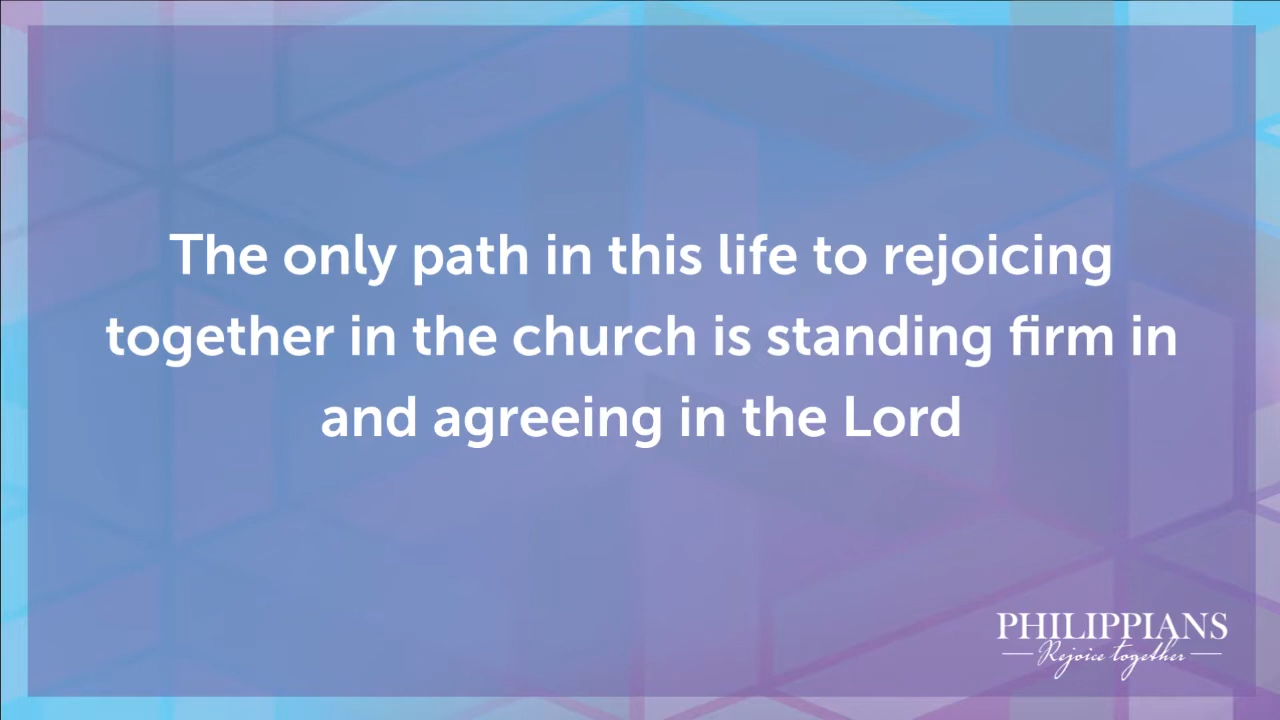 The only path in this life to rejoicing
together in the church is standing firm in
and agreeing in the Lord
PHILIPPIANS
Rejoice together